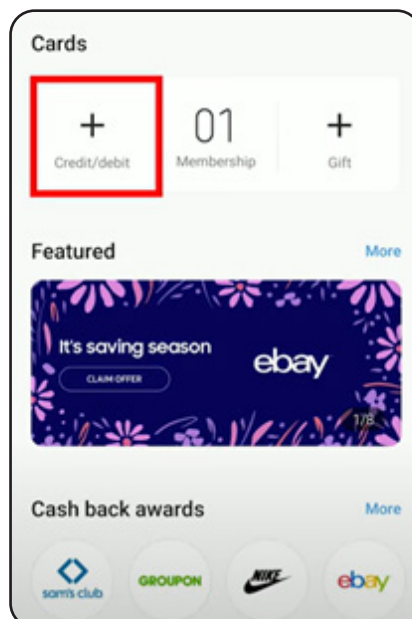 Cards
+ 01 +
Credit/debit Membership Gift
Featured More
It's saving season ebay
CLAIM OFFER
1/8
Cash back awards More
sam's club GROUPON NIKE ebay